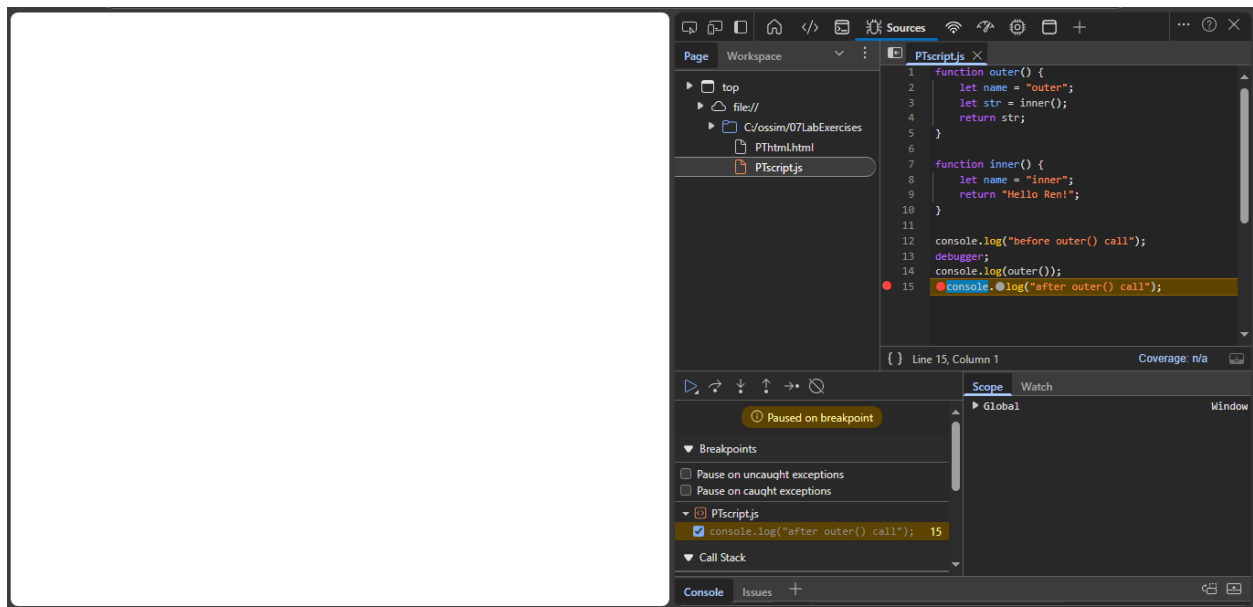 Sources
Page Workspace
PTscript.js
top
file://
C:/ossim/07LabExercises
PThtml.html
PTscript.js
1 function outer() {
2 let name = "outer";
3 let str = inner();
4 return str;
5 }
6
7 function inner() {
8 let name = "inner";
9 return "Hello Ren!";
10 }
11
12 console.log("before outer() call");
13 debugger;
14 console.log(outer());
15 console.log("after outer() call");
{ } Line 15, Column 1 Coverage: n/a
Paused on breakpoint
Breakpoints
Pause on uncaught exceptions
Pause on caught exceptions
PTscript.js
console.log("after outer() call"); 15
Call Stack
Scope Watch
Global Window
Console Issues